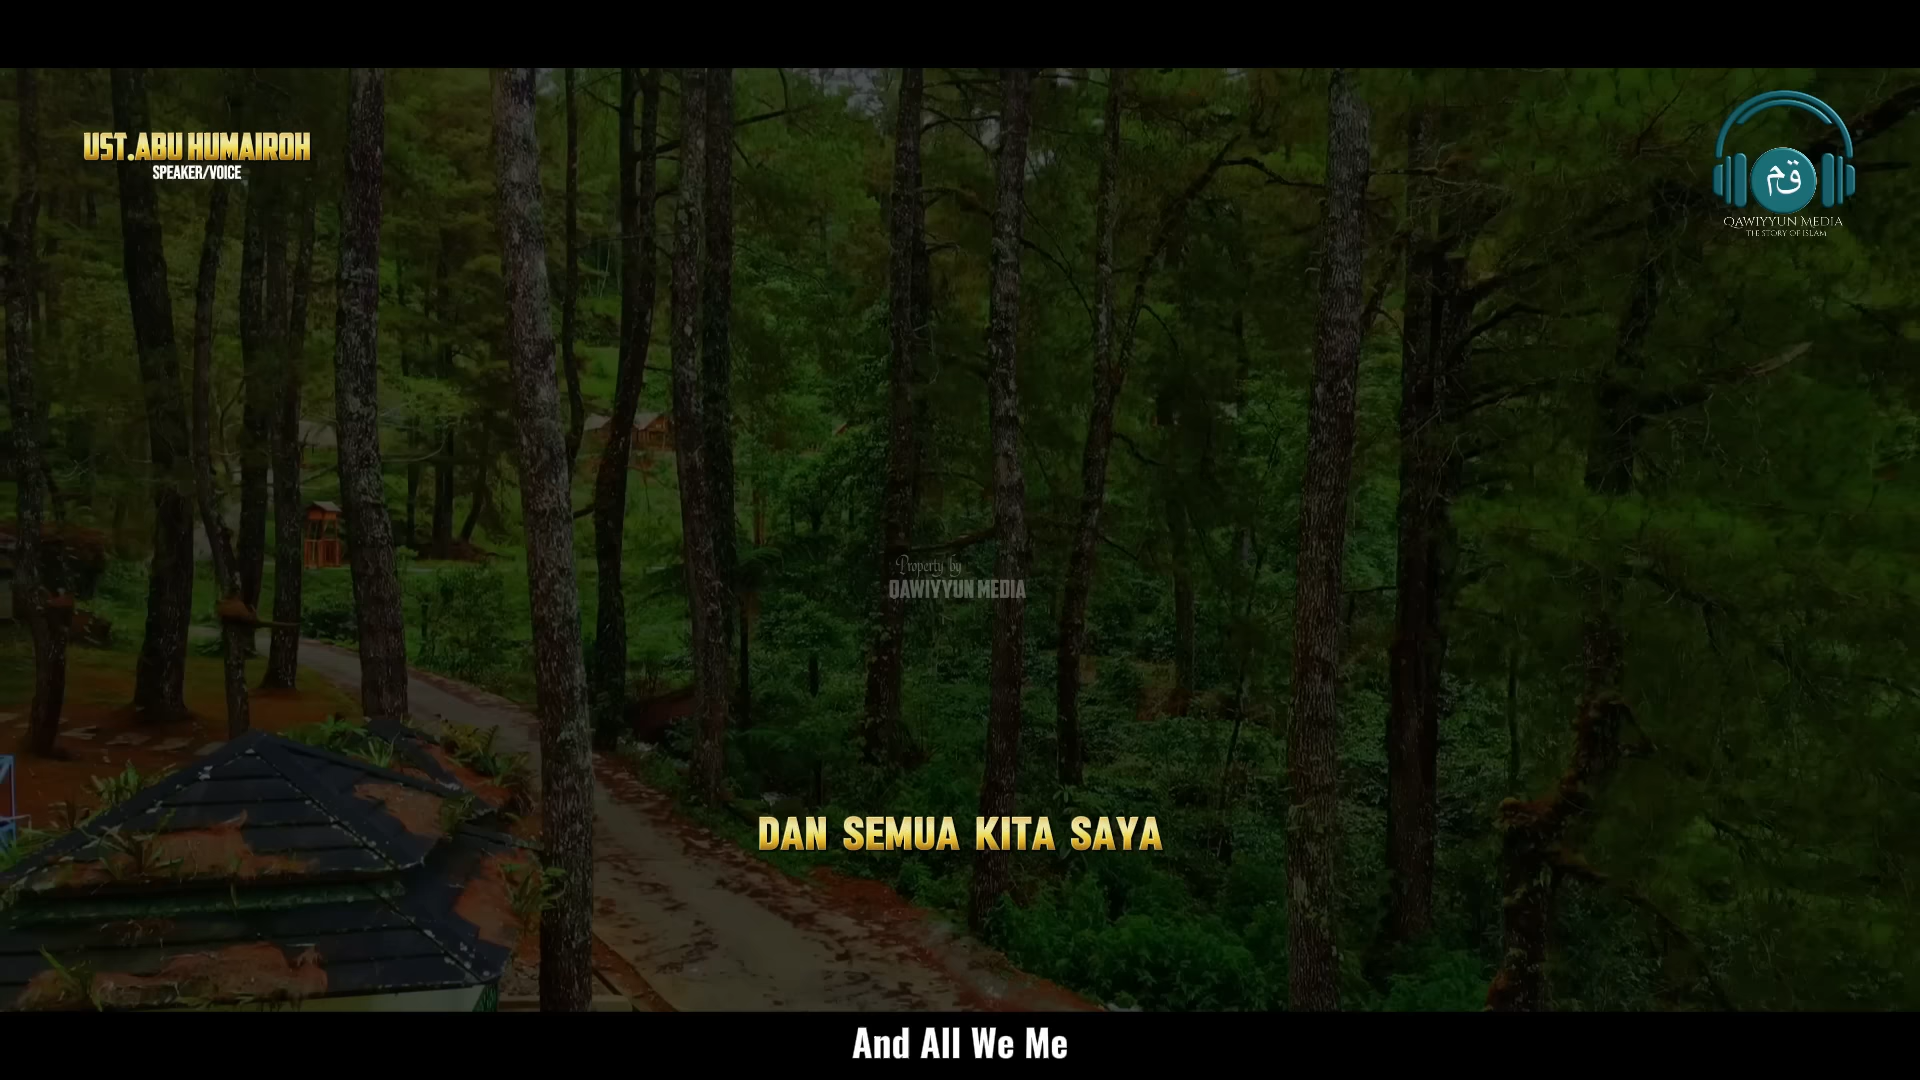 UST.ABU HUMAIROH
SPEAKER/VOICE
قم
QAWIYYUN MEDIA
THE STORY OF ISLAM
Property by
QAWIYYUN MEDIA
DAN SEMUA KITA SAYA
And All We Me